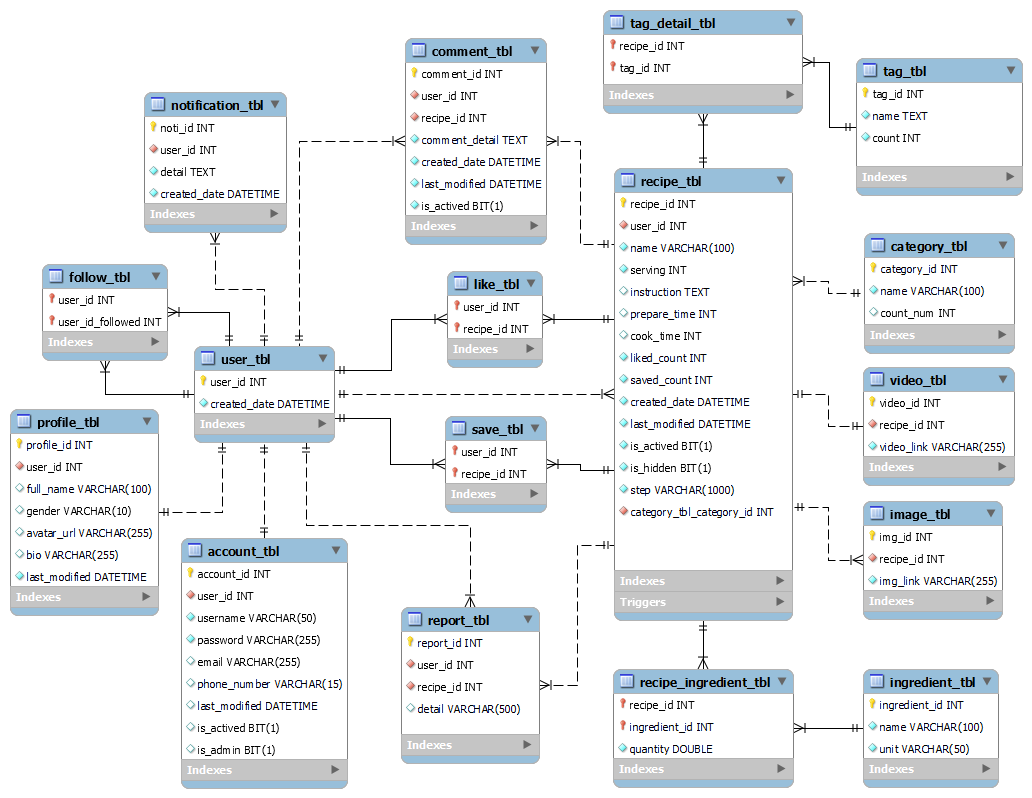 tag_detail_tbl
recipe_id INT
tag_id INT
Indexes
comment_tbl
comment_id INT
user_id INT
recipe_id INT
comment_detail TEXT
created_date DATETIME
last_modified DATETIME
is_actived BIT(1)
Indexes
tag_tbl
tag_id INT
name TEXT
count INT
Indexes
notification_tbl
noti_id INT
user_id INT
detail TEXT
created_date DATETIME
Indexes
recipe_tbl
recipe_id INT
user_id INT
name VARCHAR(100)
serving INT
instruction TEXT
prepare_time INT
cook_time INT
liked_count INT
saved_count INT
created_date DATETIME
last_modified DATETIME
is_actived BIT(1)
is_hidden BIT(1)
step VARCHAR(1000)
category_tbl_category_id INT
Indexes
Triggers
category_tbl
category_id INT
name VARCHAR(100)
count_num INT
Indexes
follow_tbl
user_id INT
user_id_followed INT
Indexes
like_tbl
user_id INT
recipe_id INT
Indexes
user_tbl
user_id INT
created_date DATETIME
Indexes
video_tbl
video_id INT
recipe_id INT
video_link VARCHAR(255)
Indexes
profile_tbl
profile_id INT
user_id INT
full_name VARCHAR(100)
gender VARCHAR(10)
avatar_url VARCHAR(255)
bio VARCHAR(255)
last_modified DATETIME
Indexes
save_tbl
user_id INT
recipe_id INT
Indexes
image_tbl
img_id INT
recipe_id INT
img_link VARCHAR(255)
Indexes
account_tbl
account_id INT
user_id INT
username VARCHAR(50)
password VARCHAR(255)
email VARCHAR(255)
phone_number VARCHAR(15)
last_modified DATETIME
is_actived BIT(1)
is_admin BIT(1)
Indexes
report_tbl
report_id INT
user_id INT
recipe_id INT
detail VARCHAR(500)
Indexes
recipe_ingredient_tbl
recipe_id INT
ingredient_id INT
quantity DOUBLE
Indexes
ingredient_tbl
ingredient_id INT
name VARCHAR(100)
unit VARCHAR(50)
Indexes